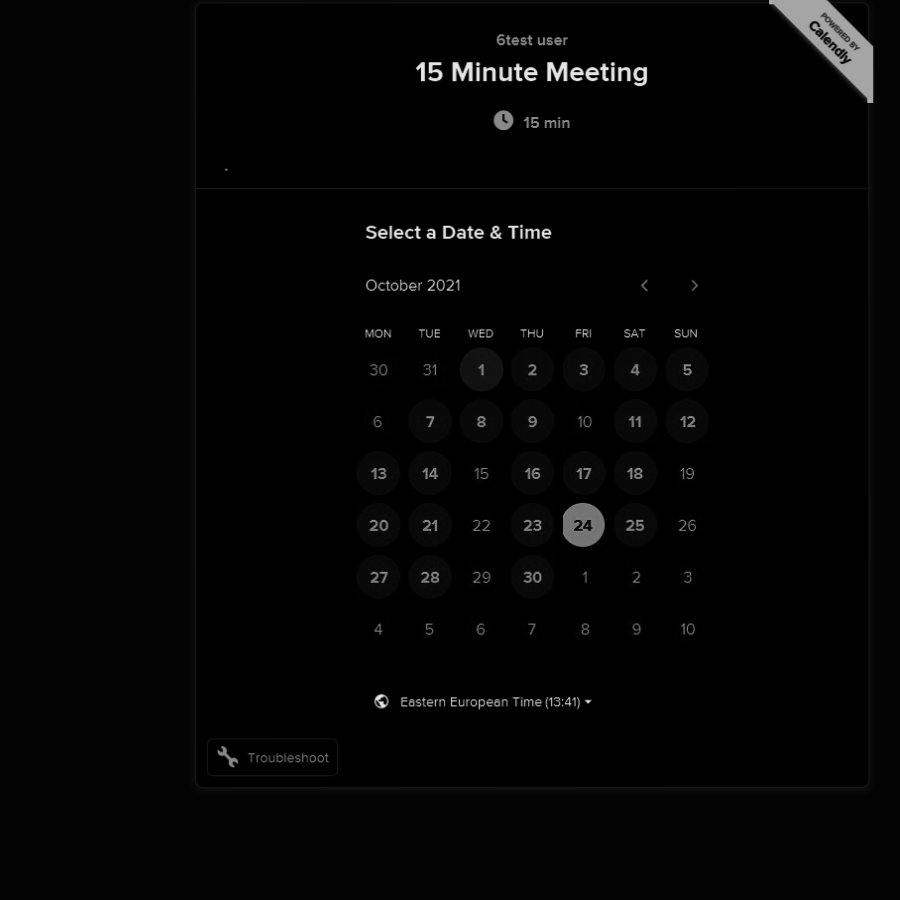 POWERED BY
Calendly
6test user
15 Minute Meeting
15 min
.
Select a Date & Time
October 2021
MON TUE WED THU FRI SAT SUN
30 31 1 2 3 4 5
6 7 8 9 10 11 12
13 14 15 16 17 18 19
20 21 22 23 24 25 26
27 28 29 30 1 2 3
4 5 6 7 8 9 10
Eastern European Time (13:41)
Troubleshoot